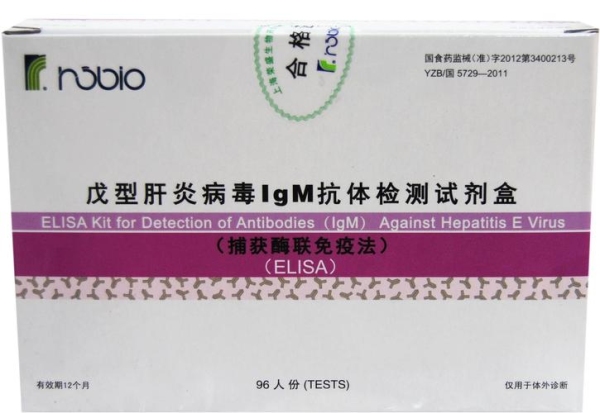 nsbio
合格
国食药监械(准)字2012第3400213号
YZB/国 5729—2011
戊型肝炎病毒IgM抗体检测试剂盒
ELISA Kit for Detection of Antibodies（IgM） Against Hepatitis E Virus
（捕获酶联免疫法）
（ELISA）
有效期12个月
96 人 份 (TESTS)
仅用于体外诊断